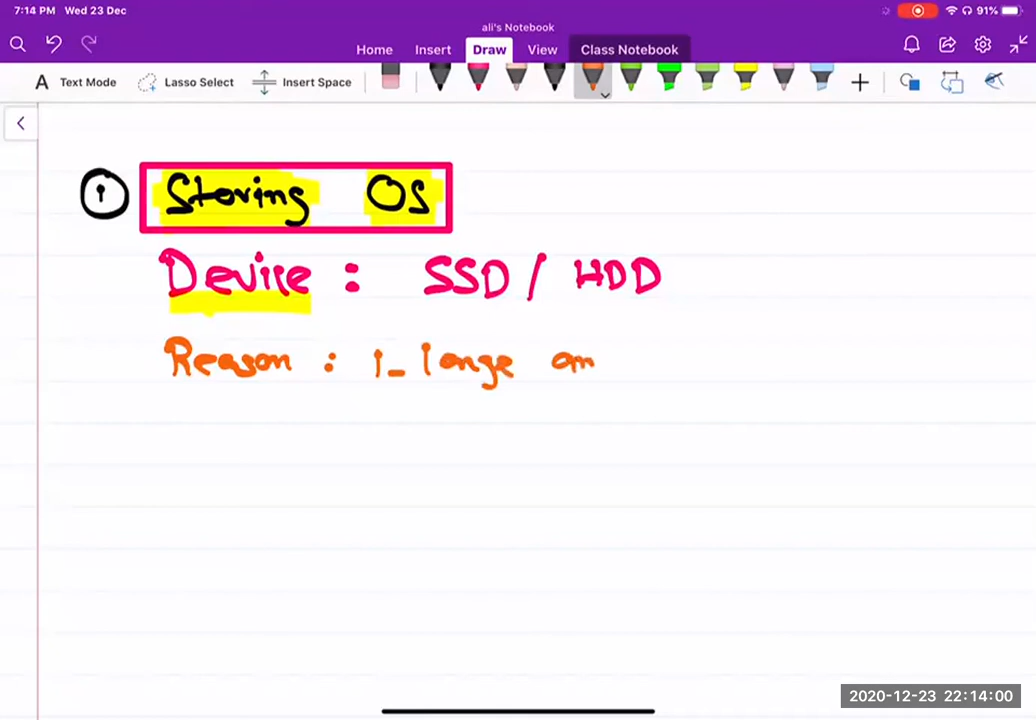 7:14 PM Wed 23 Dec
91%
ali's Notebook
Home Insert Draw View Class Notebook
A Text Mode Lasso Select Insert Space
1 Storing OS
Device : SSD / HDD
Reason : 1_ large am
2020-12-23 22:14:00